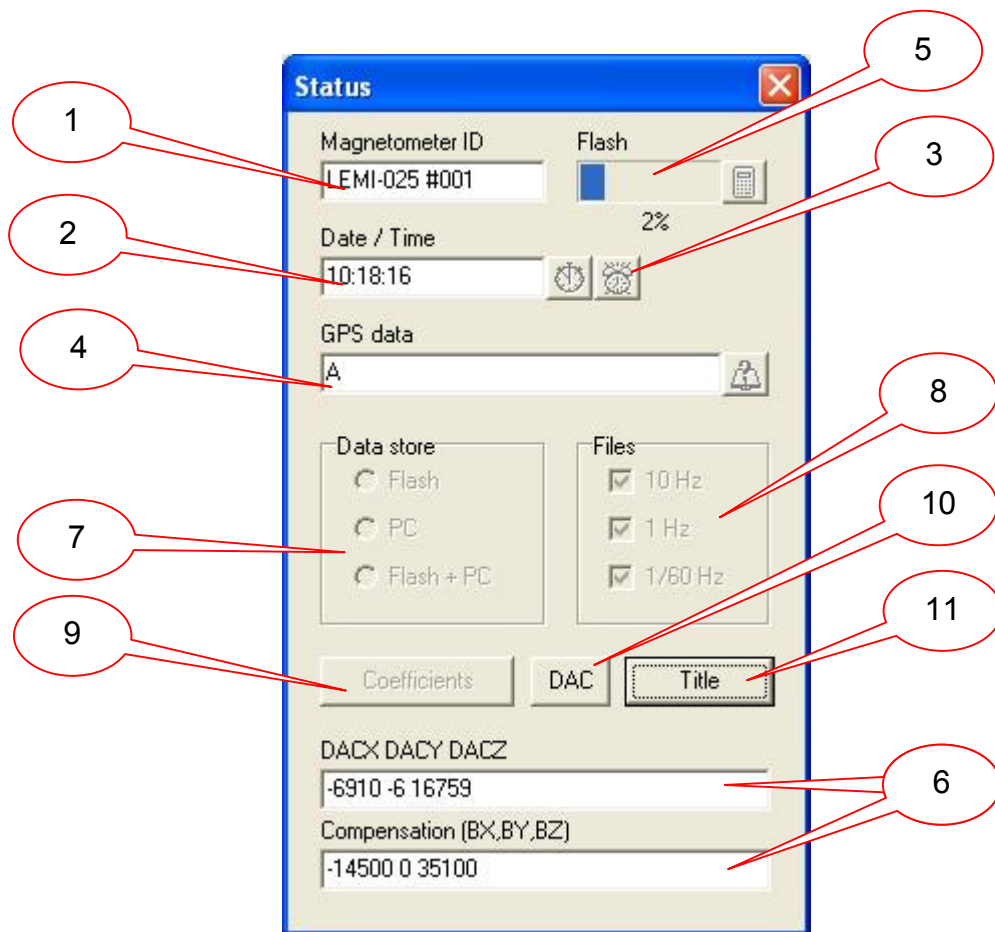 Status
5
1
Magnetometer ID
Flash
3
LEMI-025 #001
2%
2
Date / Time
10:18:16
GPS data
4
A
8
Data store
Files
Flash
10 Hz
10
7
PC
1 Hz
Flash + PC
1/60 Hz
11
9
Coefficients
DAC
Title
DACX DACY DACZ
-6910 -6 16759
6
Compensation (BX,BY,BZ)
-14500 0 35100